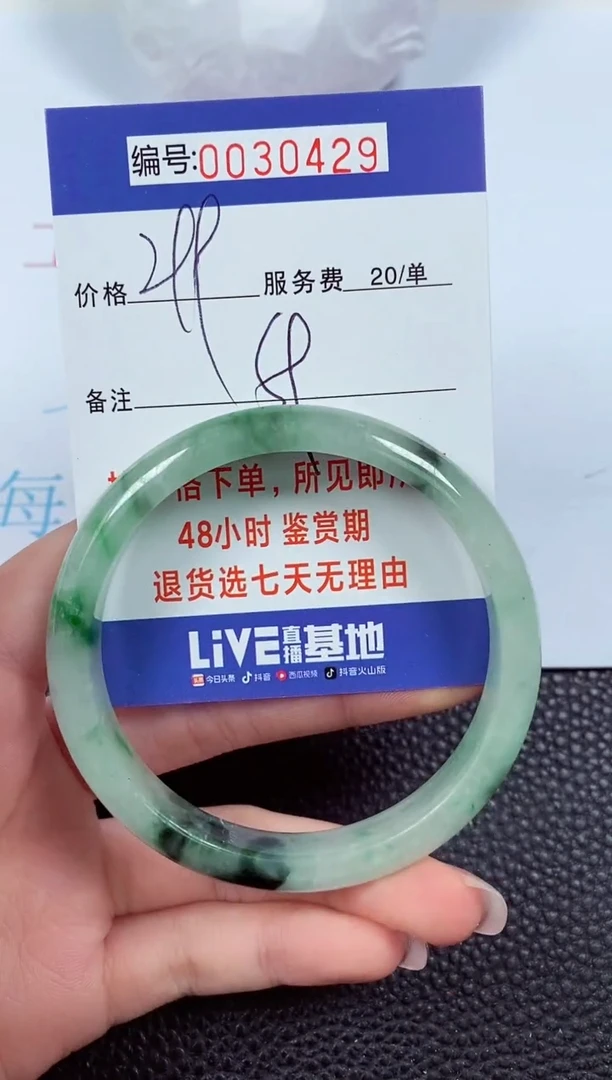 编号:0030429
价格 服务费 20/单
备注
格下单，所见即
48小时 鉴赏期
退货选七天无理由
LiVE直播基地
今日头条 抖音 西瓜视频 抖音火山版
每